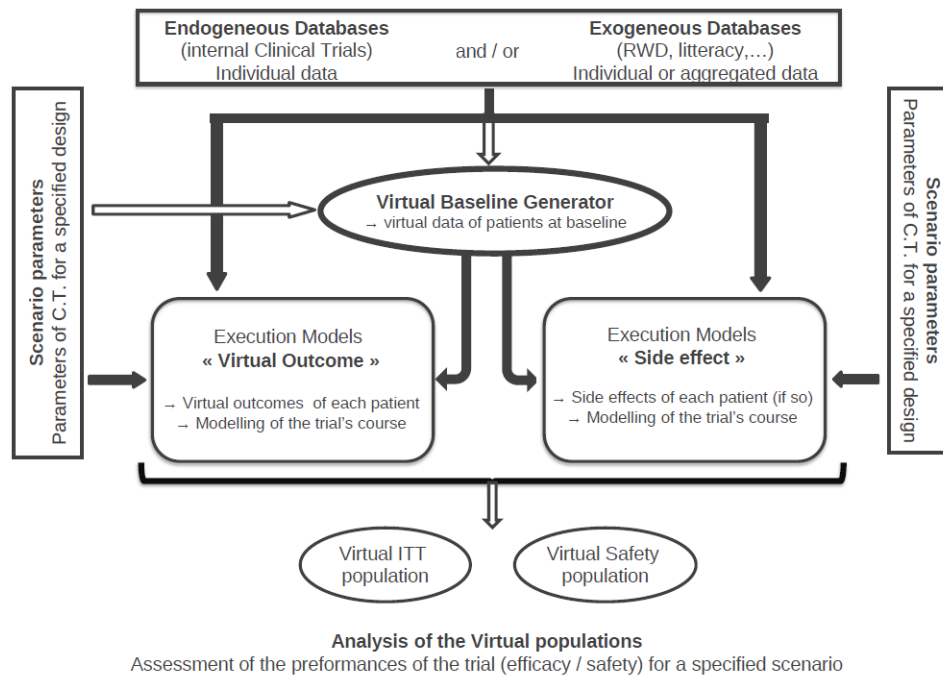 Endogeneous Databases
(internal Clinical Trials)
Individual data
and / or
Exogeneous Databases
(RWD, litteracy,…)
Individual or aggregated data
Scenario parameters
Parameters of C.T. for a specified design
Virtual Baseline Generator
→ virtual data of patients at baseline
Execution Models
« Virtual Outcome »
→ Virtual outcomes of each patient
→ Modelling of the trial's course
Execution Models
« Side effect »
→ Side effects of each patient (if so)
→ Modelling of the trial's course
Scenario parameters
Parameters of C.T. for a specified design
Virtual ITT
population
Virtual Safety
population
Analysis of the Virtual populations
Assessment of the preformances of the trial (efficacy / safety) for a specified scenario